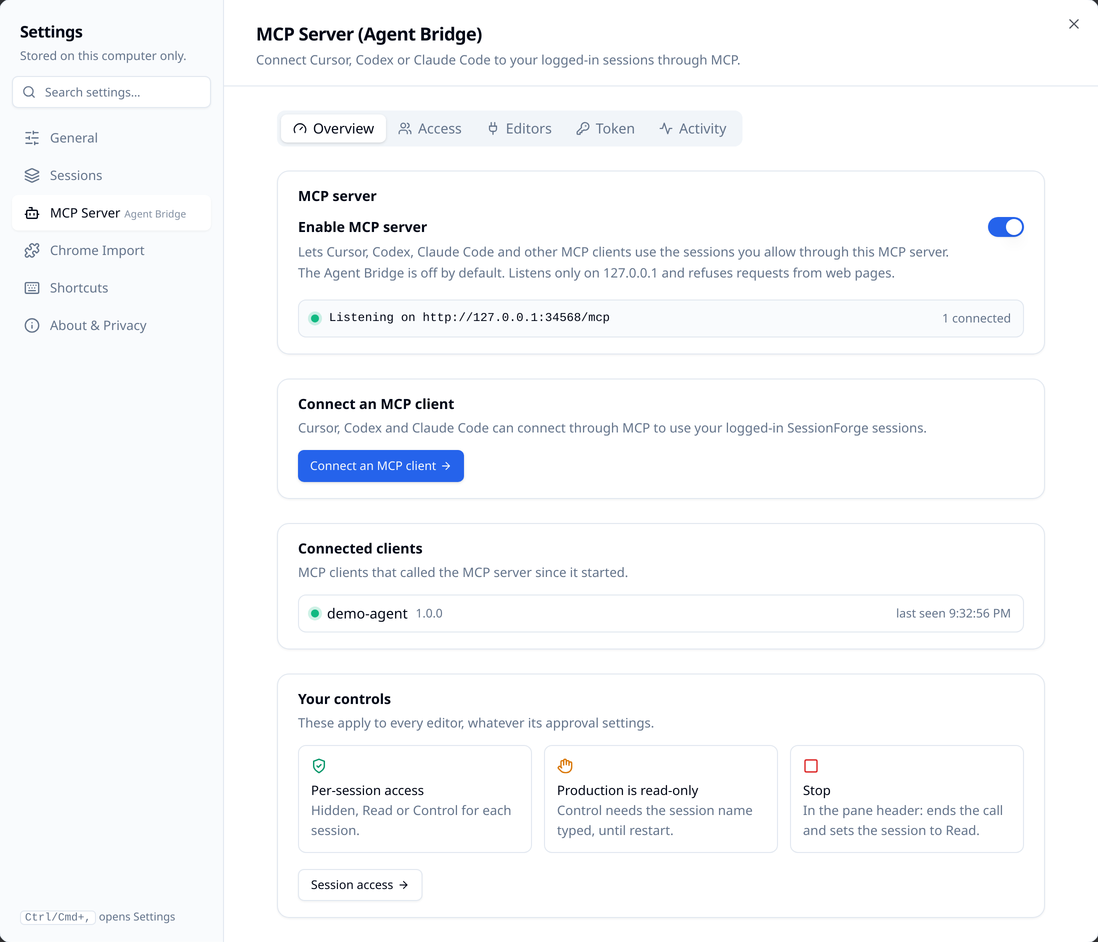 Settings
Stored on this computer only.
Search settings...
General
Sessions
MCP Server Agent Bridge
Chrome Import
Shortcuts
About & Privacy
Ctrl/Cmd+, opens Settings
MCP Server (Agent Bridge)
Connect Cursor, Codex or Claude Code to your logged-in sessions through MCP.
Overview
Access
Editors
Token
Activity
MCP server
Enable MCP server
Lets Cursor, Codex, Claude Code and other MCP clients use the sessions you allow through this MCP server.
The Agent Bridge is off by default. Listens only on 127.0.0.1 and refuses requests from web pages.
Listening on http://127.0.0.1:34568/mcp
1 connected
Connect an MCP client
Cursor, Codex and Claude Code can connect through MCP to use your logged-in SessionForge sessions.
Connect an MCP client →
Connected clients
MCP clients that called the MCP server since it started.
demo-agent 1.0.0
last seen 9:32:56 PM
Your controls
These apply to every editor, whatever its approval settings.
Per-session access
Hidden, Read or Control for each
session.
Production is read-only
Control needs the session name
typed, until restart.
Stop
In the pane header: ends the call
and sets the session to Read.
Session access →